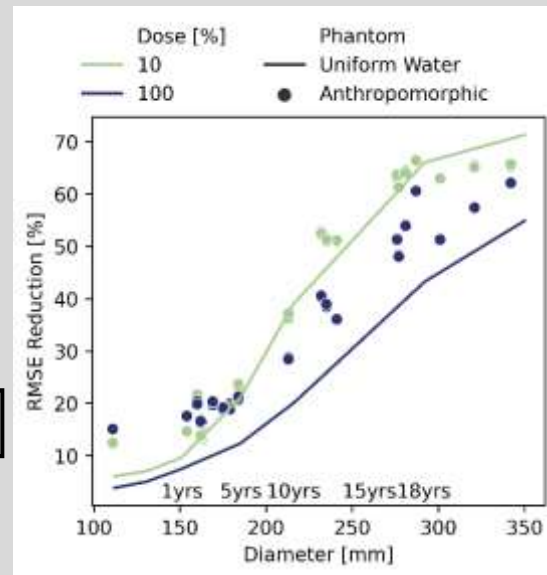 Dose [%] Phantom
10 Uniform Water
100 Anthropomorphic
70
60
50
40
30
20
10
RMSE Reduction [%]
1yrs 5yrs 10yrs 15yrs 18yrs
100 150 200 250 300 350
Diameter [mm]